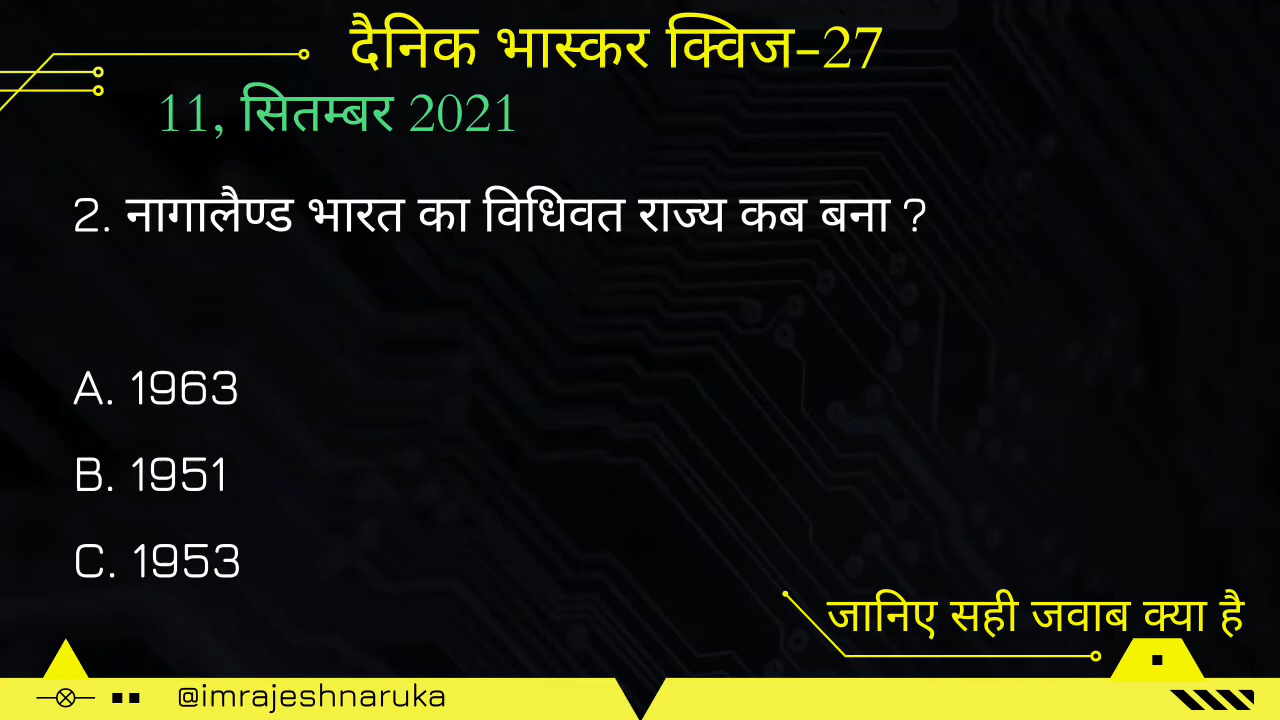 दैनिक भास्कर क्विज-27
11, सितम्बर 2021
2. नागालैण्ड भारत का विधिवत राज्य कब बना ?
A. 1963
B. 1951
C. 1953
जानिए सही जवाब क्या है
@imrajeshnaruka